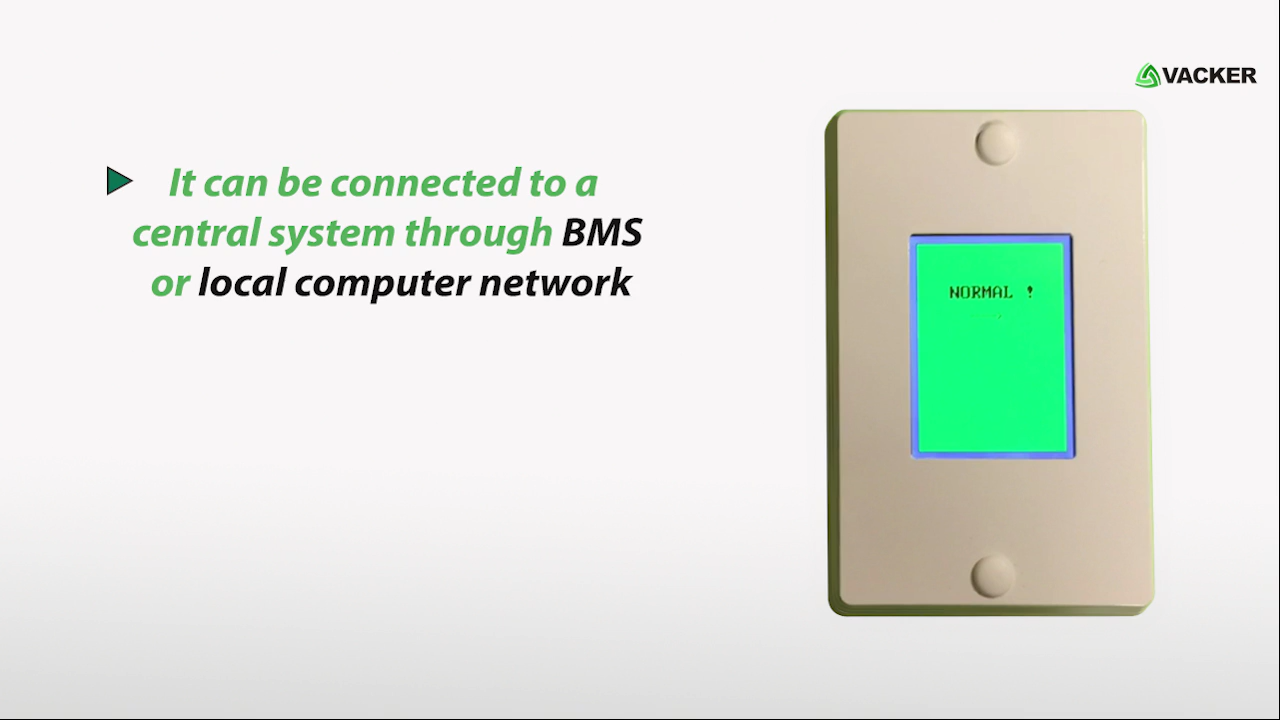 VACKER
It can be connected to a
central system through BMS
or local computer network
NORMAL !